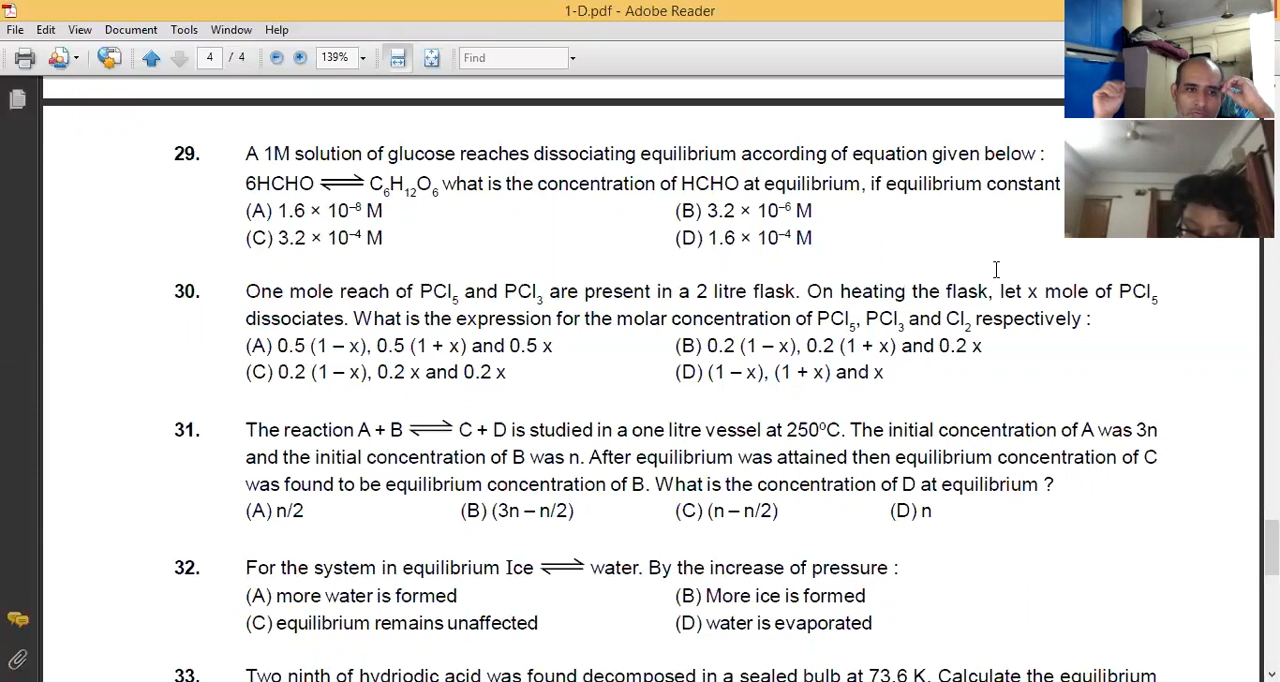 1-D.pdf - Adobe Reader
File Edit View Document Tools Window Help
4 / 4 139% Find
29. A 1M solution of glucose reaches dissociating equilibrium according of equation given below :
6HCHO ⇌ C₆H₁₂O₆ what is the concentration of HCHO at equilibrium, if equilibrium constant
(A) 1.6 × 10⁻⁸ M (B) 3.2 × 10⁻⁶ M
(C) 3.2 × 10⁻⁴ M (D) 1.6 × 10⁻⁴ M
30. One mole reach of PCl₅ and PCl₃ are present in a 2 litre flask. On heating the flask, let x mole of PCl₅
dissociates. What is the expression for the molar concentration of PCl₅, PCl₃ and Cl₂ respectively :
(A) 0.5 (1 – x), 0.5 (1 + x) and 0.5 x (B) 0.2 (1 – x), 0.2 (1 + x) and 0.2 x
(C) 0.2 (1 – x), 0.2 x and 0.2 x (D) (1 – x), (1 + x) and x
31. The reaction A + B ⇌ C + D is studied in a one litre vessel at 250ºC. The initial concentration of A was 3n
and the initial concentration of B was n. After equilibrium was attained then equilibrium concentration of C
was found to be equilibrium concentration of B. What is the concentration of D at equilibrium ?
(A) n/2 (B) (3n – n/2) (C) (n – n/2) (D) n
32. For the system in equilibrium Ice ⇌ water. By the increase of pressure :
(A) more water is formed (B) More ice is formed
(C) equilibrium remains unaffected (D) water is evaporated
33. Two ninth of hydriodic acid was found decomposed in a sealed bulb at 73.6 K. Calculate the equilibrium